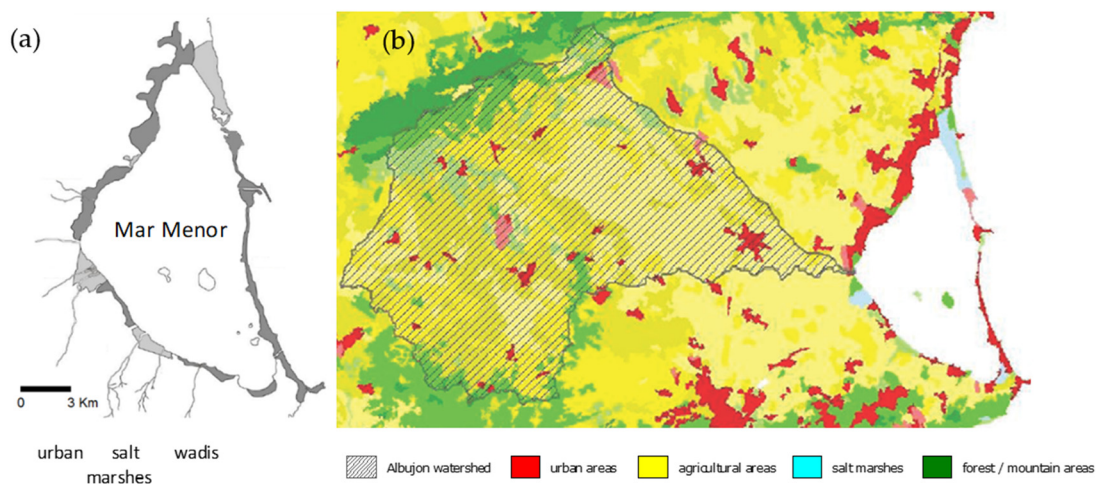 (a)
(b)
Mar Menor
0 3 Km
urban salt wadis
marshes
Albujon watershed urban areas agricultural areas salt marshes forest / mountain areas